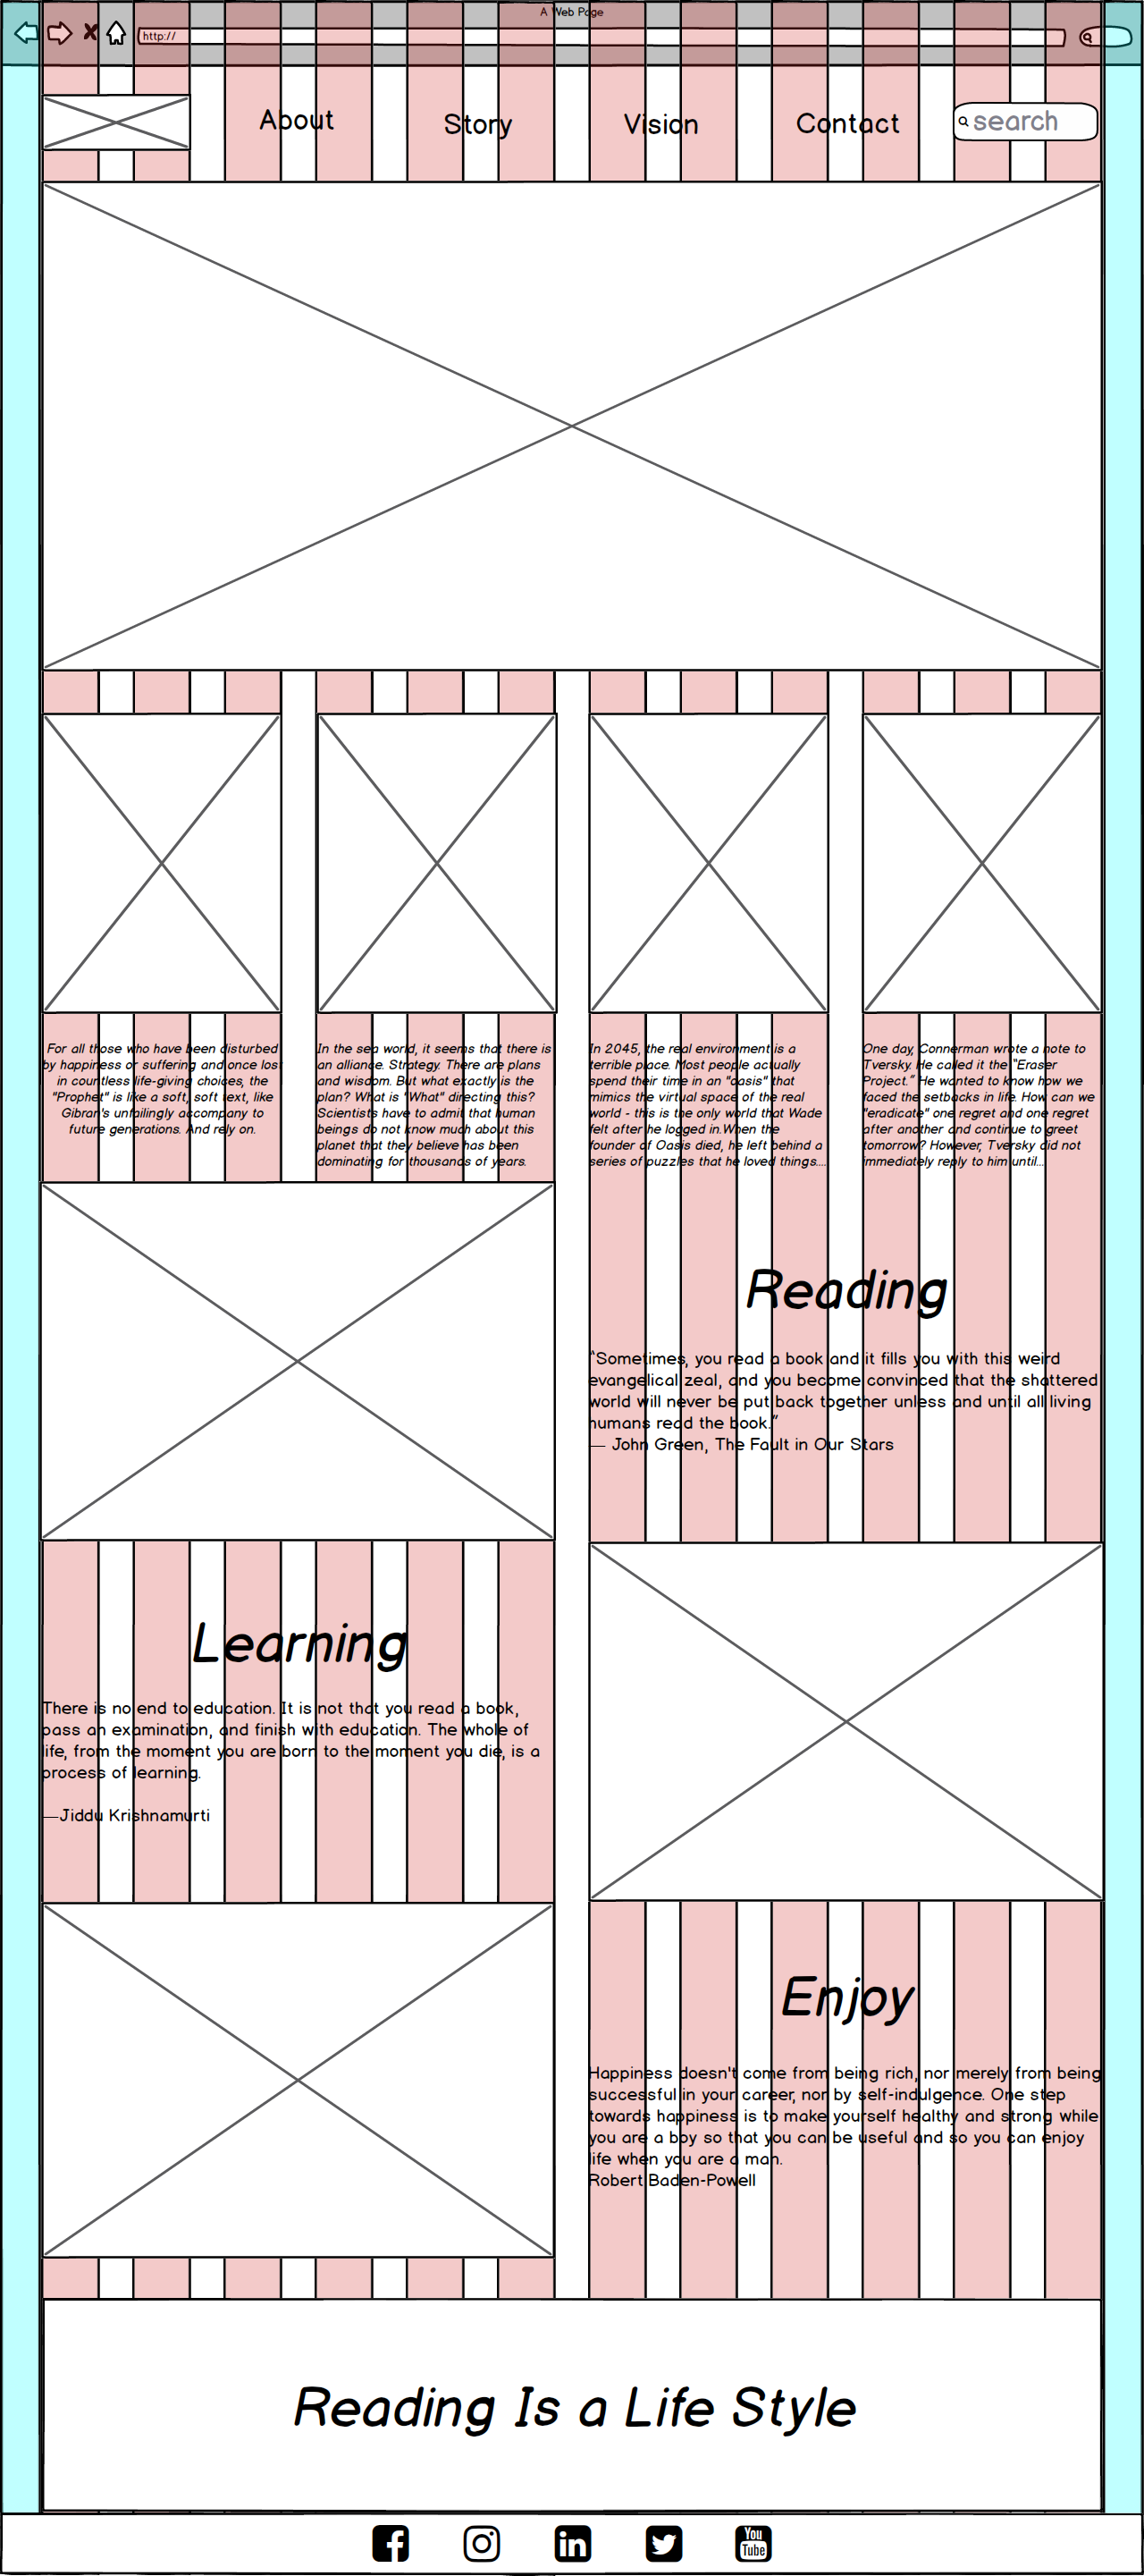 A Web Page
http://
About
Story
Vision
Contact
search
For all those who have been disturbed
by happiness or suffering and once lost
in countless life-giving choices, the
"Prophet" is like a soft, soft text, like
Gibran's unfailingly accompany to
future generations. And rely on.
In the sea world, it seems that there is
an alliance. Strategy. There are plans
and wisdom. But what exactly is the
plan? What is "What" directing this?
Scientists have to admit that human
beings do not know much about this
planet that they believe has been
dominating for thousands of years.
In 2045, the real environment is a
terrible place. Most people actually
spend their time in an "oasis" that
mimics the virtual space of the real
world - this is the only world that Wade
felt after he logged in.When the
founder of Oasis died, he left behind a
series of puzzles that he loved things....
One day, Connerman wrote a note to
Tversky. He called it the “Eraser
Project.” He wanted to know how we
faced the setbacks in life. How can we
"eradicate" one regret and one regret
after another and continue to greet
tomorrow? However, Tversky did not
immediately reply to him until...
Reading
“Sometimes, you read a book and it fills you with this weird
evangelical zeal, and you become convinced that the shattered
world will never be put back together unless and until all living
humans read the book.”
― John Green, The Fault in Our Stars
Learning
There is no end to education. It is not that you read a book,
pass an examination, and finish with education. The whole of
life, from the moment you are born to the moment you die, is a
process of learning.
―Jiddu Krishnamurti
Enjoy
Happiness doesn't come from being rich, nor merely from being
successful in your career, nor by self-indulgence. One step
towards happiness is to make yourself healthy and strong while
you are a boy so that you can be useful and so you can enjoy
life when you are a man.
Robert Baden-Powell
Reading Is a Life Style
in
You
Tube